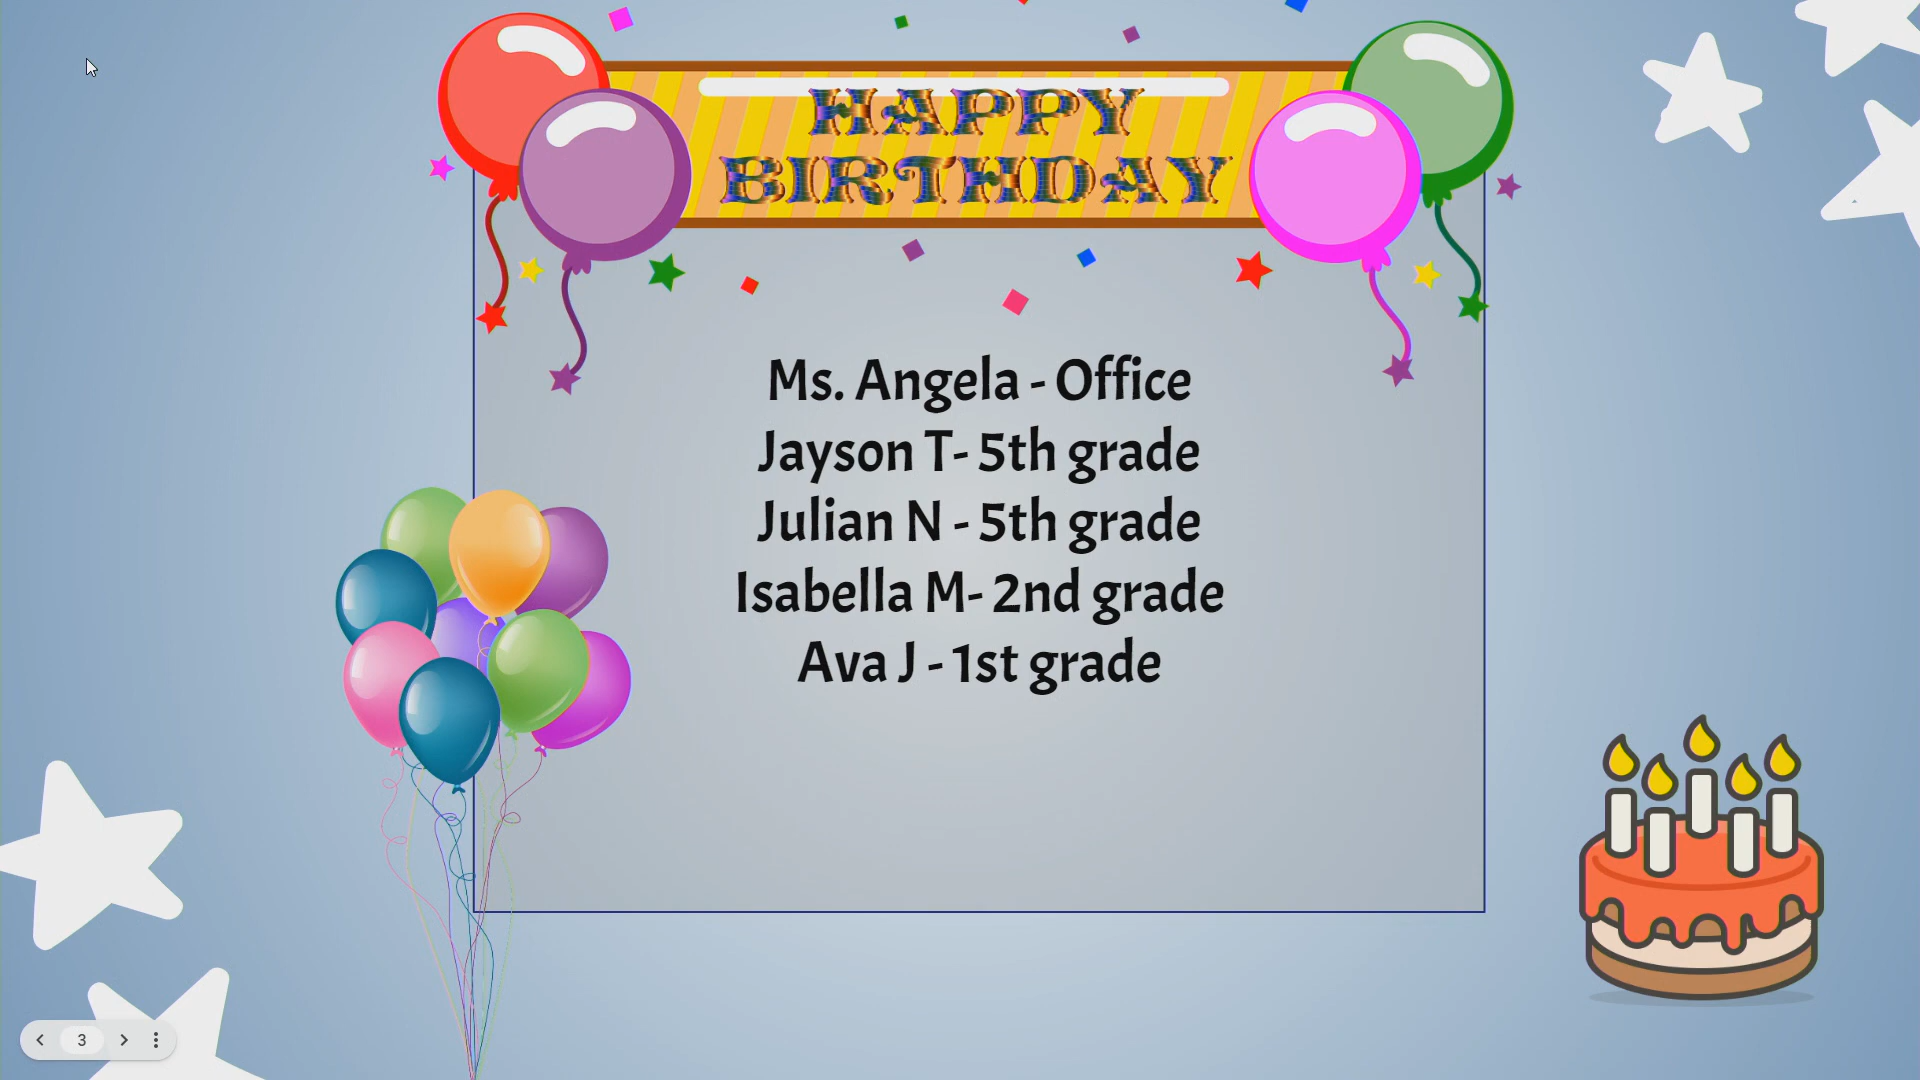 HAPPY
BIRTHDAY
Ms. Angela - Office
Jayson T- 5th grade
Julian N - 5th grade
Isabella M- 2nd grade
Ava J - 1st grade
3